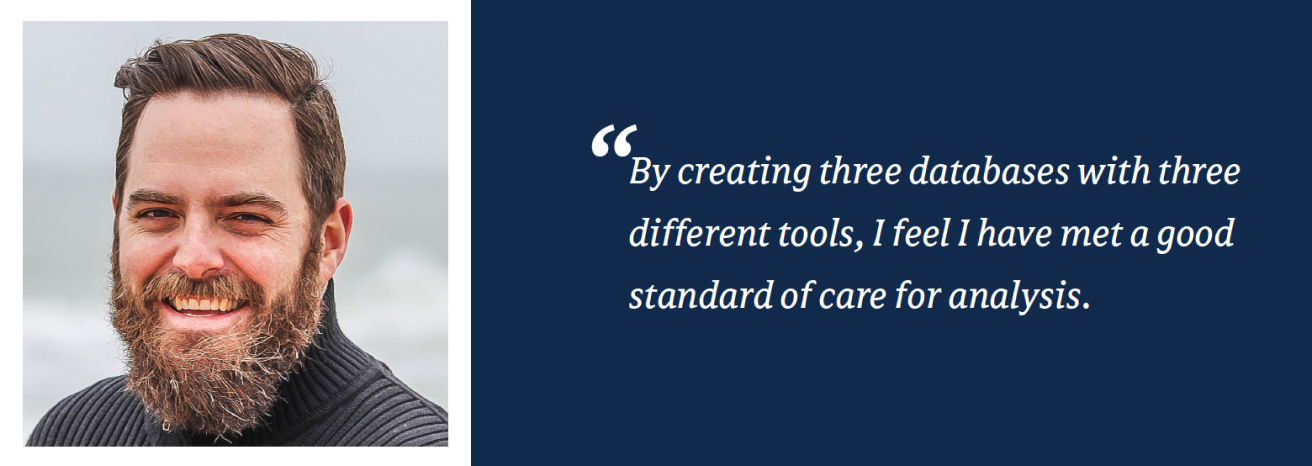 “By creating three databases with three
different tools, I feel I have met a good
standard of care for analysis.